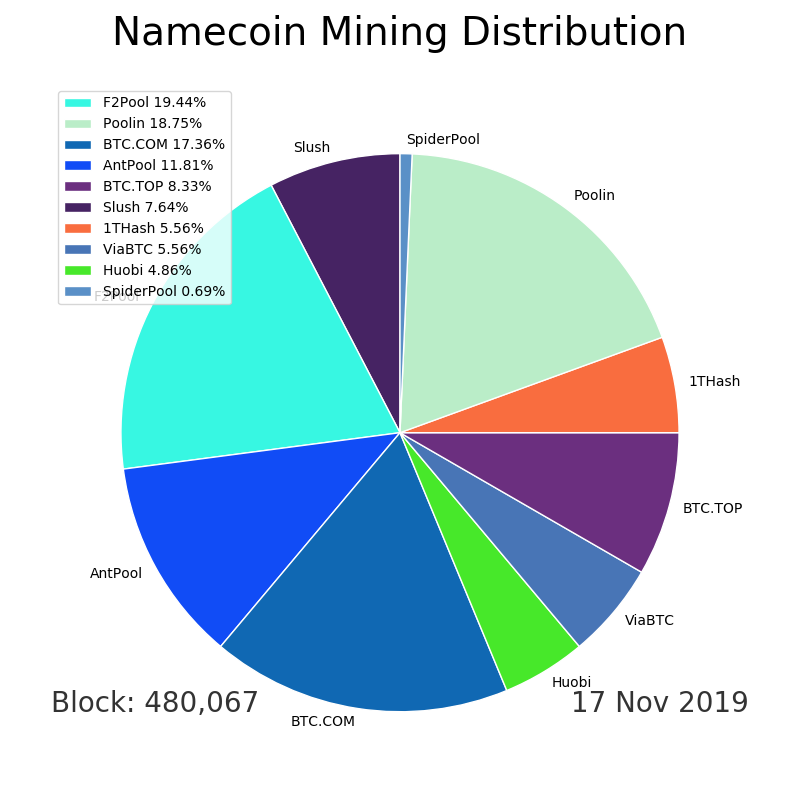 Namecoin Mining Distribution
F2Pool 19.44%
Poolin 18.75%
BTC.COM 17.36%
AntPool 11.81%
BTC.TOP 8.33%
Slush 7.64%
1THash 5.56%
ViaBTC 5.56%
Huobi 4.86%
SpiderPool 0.69%
SpiderPool
Slush
Poolin
F2Pool
1THash
BTC.TOP
AntPool
ViaBTC
Huobi
BTC.COM
Block: 480,067
17 Nov 2019